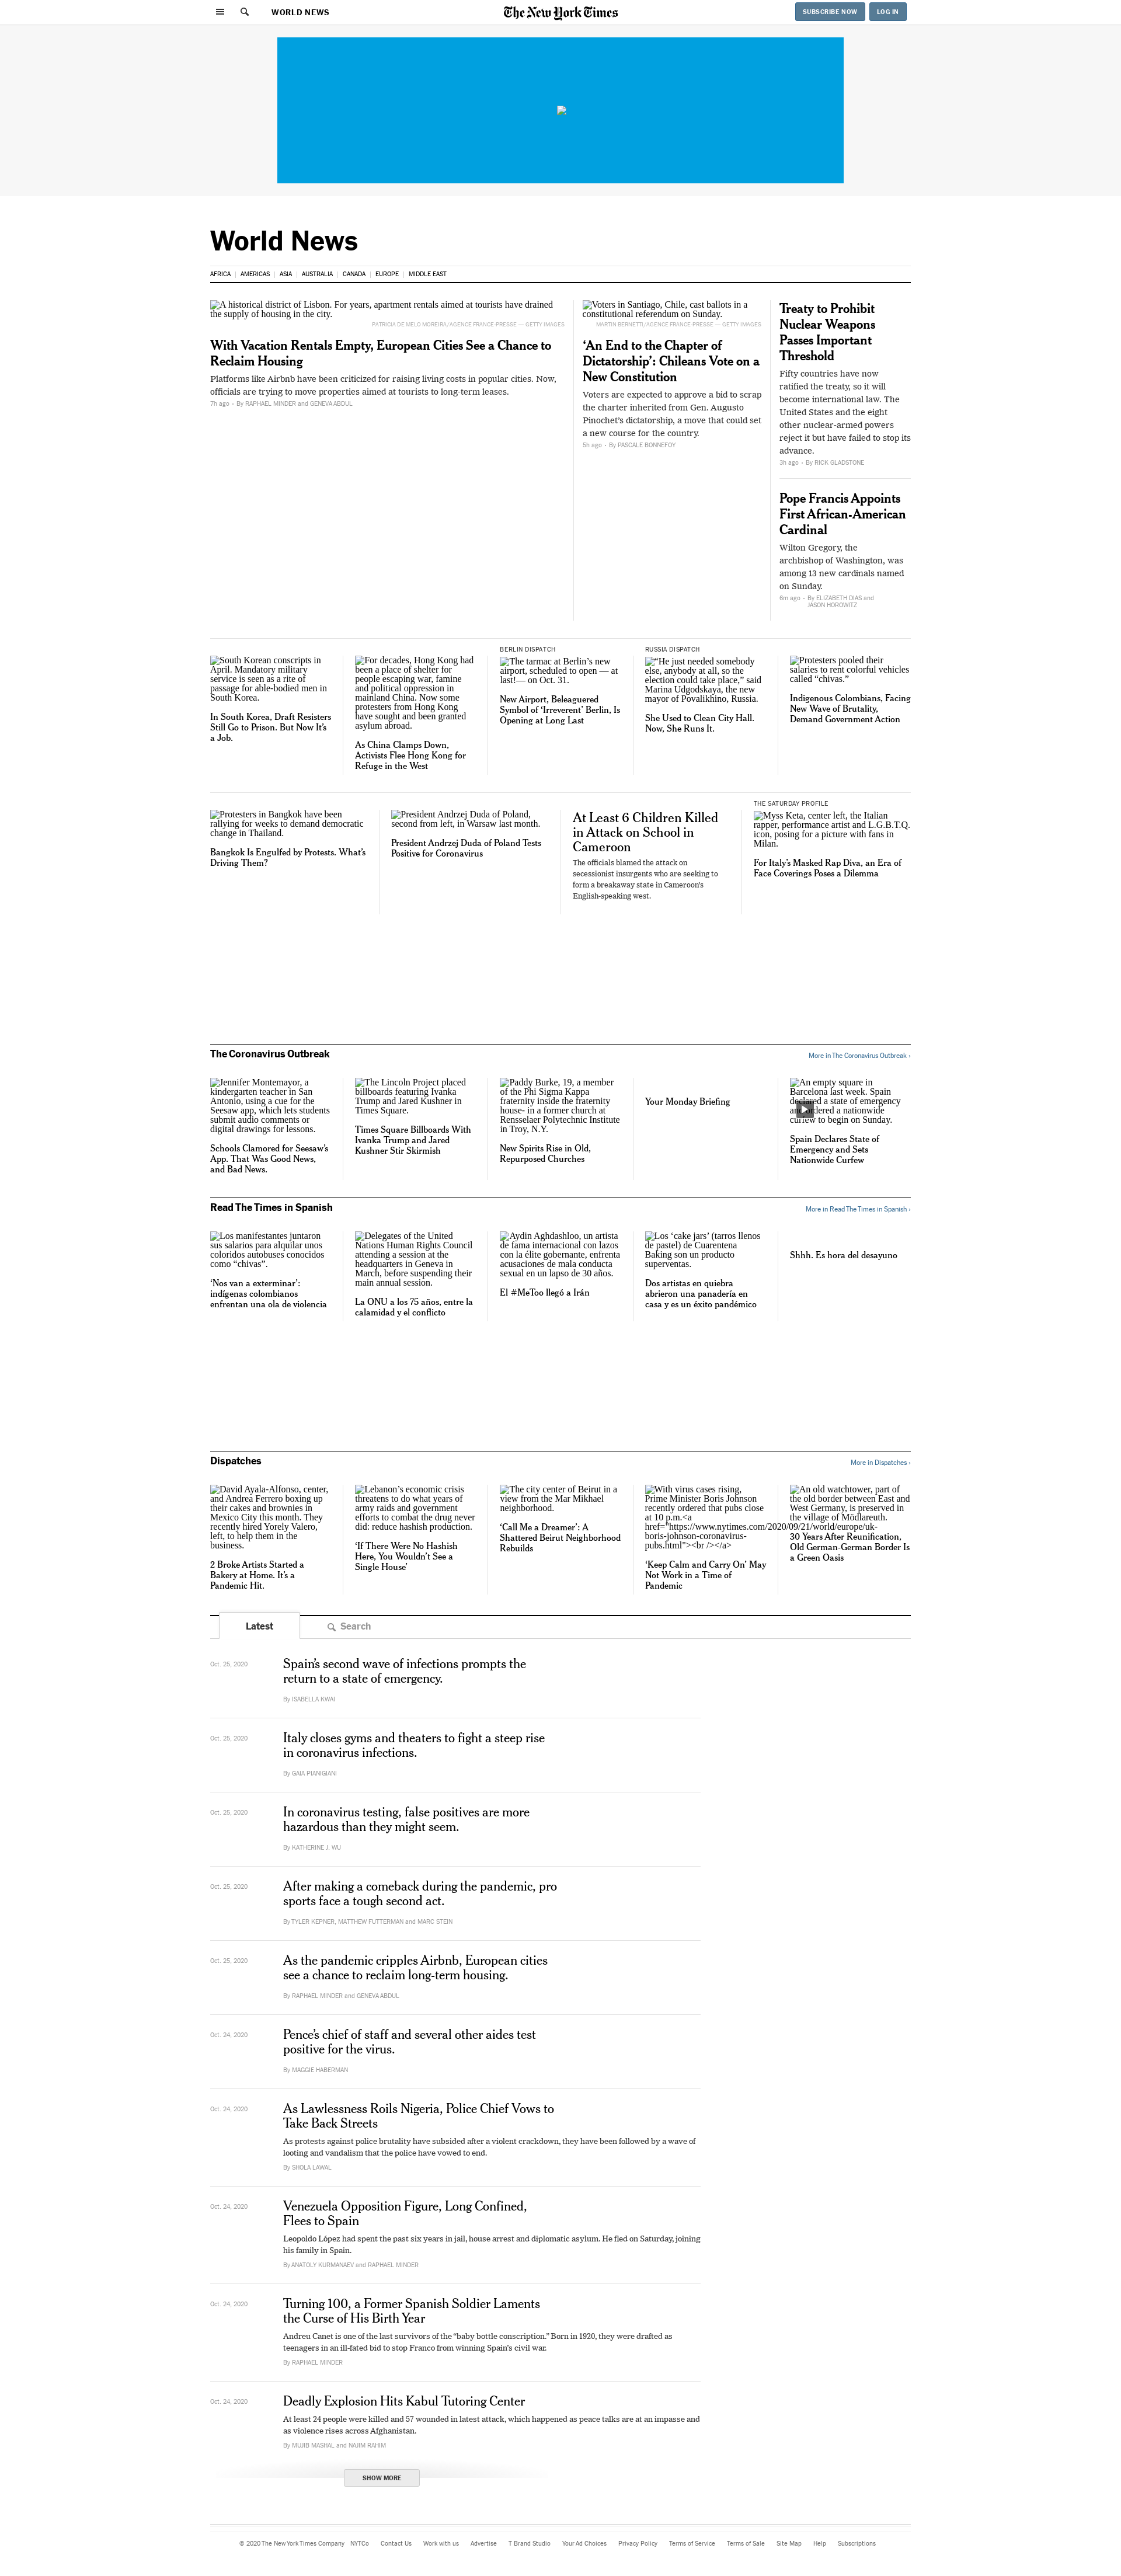 WORLD NEWS
The New York Times
SUBSCRIBE NOW
LOG IN
World News
AFRICA
AMERICAS
ASIA
AUSTRALIA
CANADA
EUROPE
MIDDLE EAST
A historical district of Lisbon. For years, apartment rentals aimed at tourists have drained
the supply of housing in the city.
PATRICIA DE MELO MOREIRA/AGENCE FRANCE-PRESSE — GETTY IMAGES
With Vacation Rentals Empty, European Cities See a Chance to
Reclaim Housing
Platforms like Airbnb have been criticized for raising living costs in popular cities. Now,
officials are trying to move properties aimed at tourists to long-term leases.
7h ago - By RAPHAEL MINDER and GENEVA ABDUL
Voters in Santiago, Chile, cast ballots in a
constitutional referendum on Sunday.
MARTIN BERNETTI/AGENCE FRANCE-PRESSE — GETTY IMAGES
‘An End to the Chapter of
Dictatorship’: Chileans Vote on a
New Constitution
Voters are expected to approve a bid to scrap
the charter inherited from Gen. Augusto
Pinochet’s dictatorship, a move that could set
a new course for the country.
5h ago - By PASCALE BONNEFOY
Treaty to Prohibit
Nuclear Weapons
Passes Important
Threshold
Fifty countries have now
ratified the treaty, so it will
become international law. The
United States and the eight
other nuclear-armed powers
reject it but have failed to stop its
advance.
3h ago - By RICK GLADSTONE
Pope Francis Appoints
First African-American
Cardinal
Wilton Gregory, the
archbishop of Washington, was
among 13 new cardinals named
on Sunday.
6m ago - By ELIZABETH DIAS and
JASON HOROWITZ
South Korean conscripts in
April. Mandatory military
service is seen as a rite of
passage for able-bodied men in
South Korea.
In South Korea, Draft Resisters
Still Go to Prison. But Now It’s
a Job.
For decades, Hong Kong had
been a place of shelter for
people escaping war, famine
and political oppression in
mainland China. Now some
protesters from Hong Kong
have sought and been granted
asylum abroad.
As China Clamps Down,
Activists Flee Hong Kong for
Refuge in the West
BERLIN DISPATCH
The tarmac at Berlin’s new
airport, scheduled to open — at
last!— on Oct. 31.
New Airport, Beleaguered
Symbol of ‘Irreverent’ Berlin, Is
Opening at Long Last
RUSSIA DISPATCH
“He just needed somebody
else, anybody at all, so the
election could take place,” said
Marina Udgodskaya, the new
mayor of Povalikhino, Russia.
She Used to Clean City Hall.
Now, She Runs It.
Protesters pooled their
salaries to rent colorful vehicles
called “chivas.”
Indigenous Colombians, Facing
New Wave of Brutality,
Demand Government Action
Protesters in Bangkok have been
rallying for weeks to demand democratic
change in Thailand.
Bangkok Is Engulfed by Protests. What’s
Driving Them?
President Andrzej Duda of Poland,
second from left, in Warsaw last month.
President Andrzej Duda of Poland Tests
Positive for Coronavirus
At Least 6 Children Killed
in Attack on School in
Cameroon
The officials blamed the attack on
secessionist insurgents who are seeking to
form a breakaway state in Cameroon’s
English-speaking west.
THE SATURDAY PROFILE
Myss Keta, center left, the Italian
rapper, performance artist and L.G.B.T.Q.
icon, posing for a picture with fans in
Milan.
For Italy’s Masked Rap Diva, an Era of
Face Coverings Poses a Dilemma
The Coronavirus Outbreak
More in The Coronavirus Outbreak ›
Jennifer Montemayor, a
kindergarten teacher in San
Antonio, using a cue for the
Seesaw app, which lets students
submit audio comments or
digital drawings for lessons.
Schools Clamored for Seesaw’s
App. That Was Good News,
and Bad News.
The Lincoln Project placed
billboards featuring Ivanka
Trump and Jared Kushner in
Times Square.
Times Square Billboards With
Ivanka Trump and Jared
Kushner Stir Skirmish
Paddy Burke, 19, a member
of the Phi Sigma Kappa
fraternity inside the fraternity
house- in a former church at
Rensselaer Polytechnic Institute
in Troy, N.Y.
New Spirits Rise in Old,
Repurposed Churches
Your Monday Briefing
An empty square in
Barcelona last week. Spain
declared a state of emergency
and ordered a nationwide
curfew to begin on Sunday.
Spain Declares State of
Emergency and Sets
Nationwide Curfew
Read The Times in Spanish
More in Read The Times in Spanish ›
Los manifestantes juntaron
sus salarios para alquilar unos
coloridos autobuses conocidos
como “chivas”.
‘Nos van a exterminar’:
indígenas colombianos
enfrentan una ola de violencia
Delegates of the United
Nations Human Rights Council
attending a session at the
headquarters in Geneva in
March, before suspending their
main annual session.
La ONU a los 75 años, entre la
calamidad y el conflicto
Aydin Aghdashloo, un artista
de fama internacional con lazos
con la élite gobernante, enfrenta
acusaciones de mala conducta
sexual en un lapso de 30 años.
El #MeToo llegó a Irán
Los ‘cake jars’ (tarros llenos
de pastel) de Cuarentena
Baking son un producto
superventas.
Dos artistas en quiebra
abrieron una panadería en
casa y es un éxito pandémico
Shhh. Es hora del desayuno
Dispatches
More in Dispatches ›
David Ayala-Alfonso, center,
and Andrea Ferrero boxing up
their cakes and brownies in
Mexico City this month. They
recently hired Yorely Valero,
left, to help them in the
business.
2 Broke Artists Started a
Bakery at Home. It’s a
Pandemic Hit.
Lebanon’s economic crisis
threatens to do what years of
army raids and government
efforts to combat the drug never
did: reduce hashish production.
‘If There Were No Hashish
Here, You Wouldn’t See a
Single House’
The city center of Beirut in a
view from the Mar Mikhael
neighborhood.
‘Call Me a Dreamer’: A
Shattered Beirut Neighborhood
Rebuilds
With virus cases rising,
Prime Minister Boris Johnson
recently ordered that pubs close
at 10 p.m.<a
href="https://www.nytimes.com/2020/09/21/world/europe/uk-
boris-johnson-coronavirus-
pubs.html"><br /></a>
‘Keep Calm and Carry On’ May
Not Work in a Time of
Pandemic
An old watchtower, part of
the old border between East and
West Germany, is preserved in
the village of Mödlareuth.
30 Years After Reunification,
Old German-German Border Is
a Green Oasis
Latest
Search
Oct. 25, 2020
Spain’s second wave of infections prompts the
return to a state of emergency.
By ISABELLA KWAI
Oct. 25, 2020
Italy closes gyms and theaters to fight a steep rise
in coronavirus infections.
By GAIA PIANIGIANI
Oct. 25, 2020
In coronavirus testing, false positives are more
hazardous than they might seem.
By KATHERINE J. WU
Oct. 25, 2020
After making a comeback during the pandemic, pro
sports face a tough second act.
By TYLER KEPNER, MATTHEW FUTTERMAN and MARC STEIN
Oct. 25, 2020
As the pandemic cripples Airbnb, European cities
see a chance to reclaim long-term housing.
By RAPHAEL MINDER and GENEVA ABDUL
Oct. 24, 2020
Pence’s chief of staff and several other aides test
positive for the virus.
By MAGGIE HABERMAN
Oct. 24, 2020
As Lawlessness Roils Nigeria, Police Chief Vows to
Take Back Streets
As protests against police brutality have subsided after a violent crackdown, they have been followed by a wave of
looting and vandalism that the police have vowed to end.
By SHOLA LAWAL
Oct. 24, 2020
Venezuela Opposition Figure, Long Confined,
Flees to Spain
Leopoldo López had spent the past six years in jail, house arrest and diplomatic asylum. He fled on Saturday, joining
his family in Spain.
By ANATOLY KURMANAEV and RAPHAEL MINDER
Oct. 24, 2020
Turning 100, a Former Spanish Soldier Laments
the Curse of His Birth Year
Andreu Canet is one of the last survivors of the “baby bottle conscription.” Born in 1920, they were drafted as
teenagers in an ill-fated bid to stop Franco from winning Spain’s civil war.
By RAPHAEL MINDER
Oct. 24, 2020
Deadly Explosion Hits Kabul Tutoring Center
At least 24 people were killed and 57 wounded in latest attack, which happened as peace talks are at an impasse and
as violence rises across Afghanistan.
By MUJIB MASHAL and NAJIM RAHIM
SHOW MORE
© 2020 The New York Times Company
NYTCo
Contact Us
Work with us
Advertise
T Brand Studio
Your Ad Choices
Privacy Policy
Terms of Service
Terms of Sale
Site Map
Help
Subscriptions